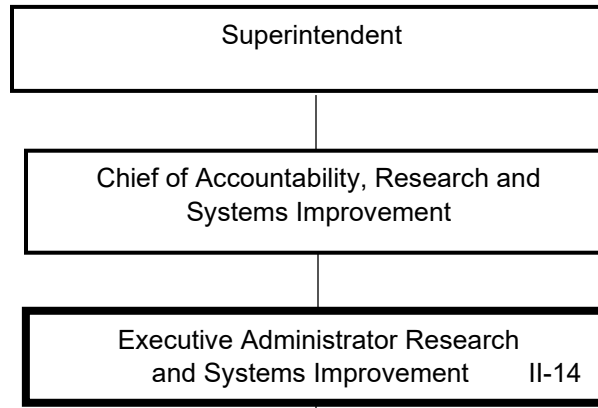 Superintendent
Chief of Accountability, Research and
Systems Improvement
Executive Administrator Research
and Systems Improvement II-14